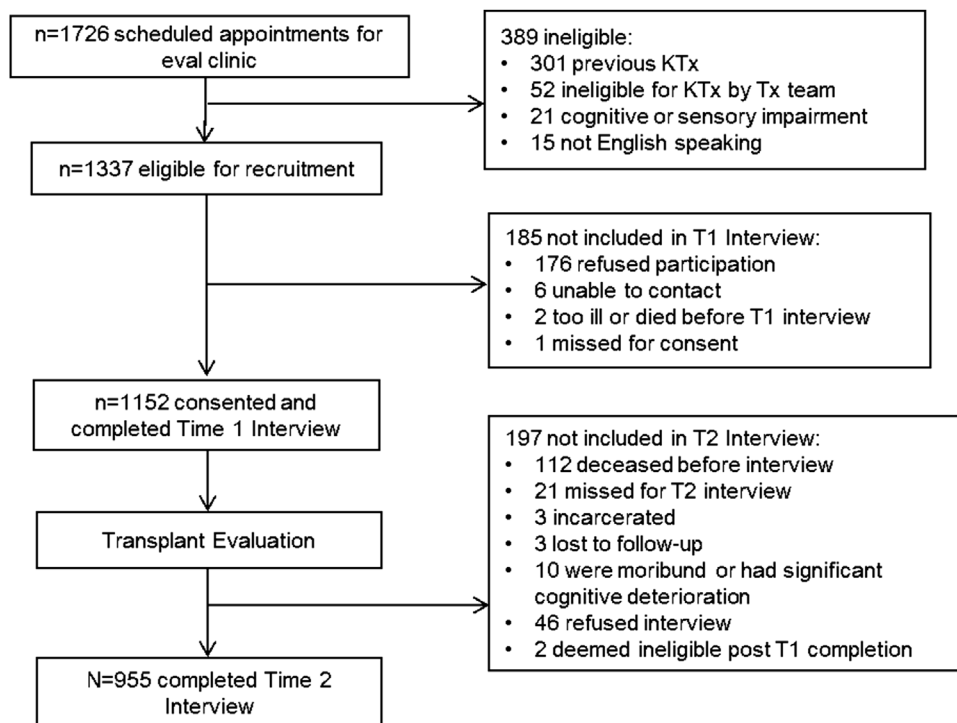 n=1726 scheduled appointments for
eval clinic
389 ineligible:
• 301 previous KTx
• 52 ineligible for KTx by Tx team
• 21 cognitive or sensory impairment
• 15 not English speaking
n=1337 eligible for recruitment
185 not included in T1 Interview:
• 176 refused participation
• 6 unable to contact
• 2 too ill or died before T1 interview
• 1 missed for consent
n=1152 consented and
completed Time 1 Interview
197 not included in T2 Interview:
• 112 deceased before interview
• 21 missed for T2 interview
• 3 incarcerated
• 3 lost to follow-up
• 10 were moribund or had significant
cognitive deterioration
• 46 refused interview
• 2 deemed ineligible post T1 completion
Transplant Evaluation
N=955 completed Time 2
Interview